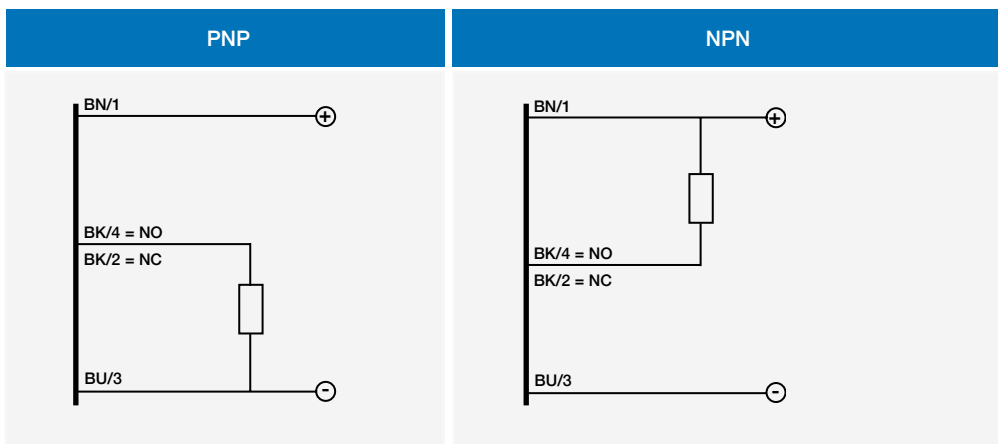 PNP
NPN
BN/1
+
BK/4 = NO
BK/2 = NC
BU/3
-
BN/1
+
BK/4 = NO
BK/2 = NC
BU/3
-